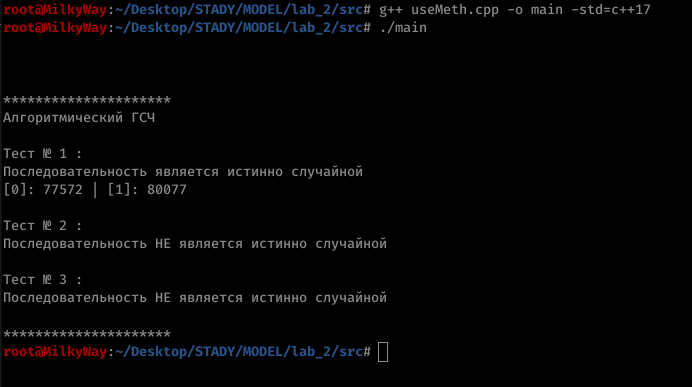 root@MilkyWay:~/Desktop/STADY/MODEL/lab_2/src# g++ useMeth.cpp -o main -std=c++17
root@MilkyWay:~/Desktop/STADY/MODEL/lab_2/src# ./main
*********************
Алгоритмический ГСЧ
Тест № 1 :
Последовательность является истинно случайной
[0]: 77572 | [1]: 80077
Тест № 2 :
Последовательность НЕ является истинно случайной
Тест № 3 :
Последовательность НЕ является истинно случайной
*********************
root@MilkyWay:~/Desktop/STADY/MODEL/lab_2/src#